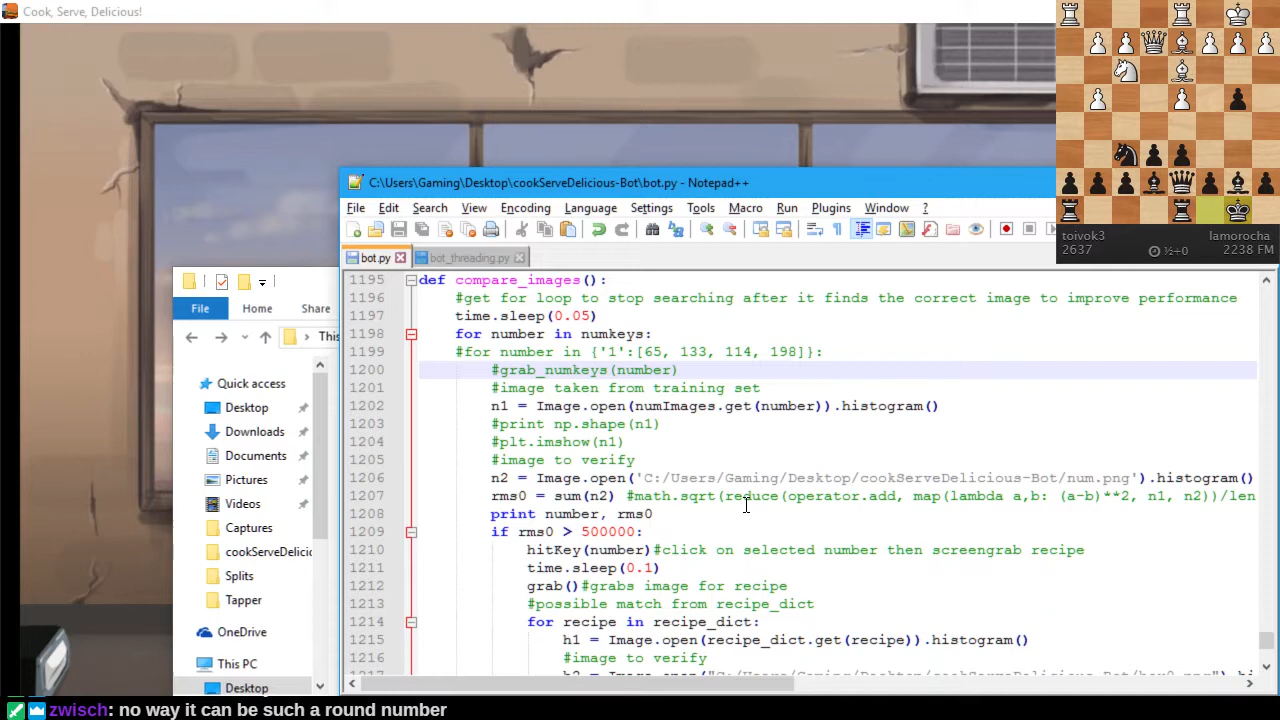 Cook, Serve, Delicious!
C:\Users\Gaming\Desktop\cookServeDelicious-Bot\bot.py - Notepad++
File Edit Search View Encoding Language Settings Tools Macro Run Plugins Window ?
bot.py
bot_threading.py
toivok3
lamorocha
2637
½+0
2238 FM
1195 def compare_images():
1196 #get for loop to stop searching after it finds the correct image to improve performance
1197 time.sleep(0.05)
1198 for number in numkeys:
1199 #for number in {'1':[65, 133, 114, 198]}:
1200 #grab_numkeys(number)
1201 #image taken from training set
1202 n1 = Image.open(numImages.get(number)).histogram()
1203 #print np.shape(n1)
1204 #plt.imshow(n1)
1205 #image to verify
1206 n2 = Image.open('C:/Users/Gaming/Desktop/cookServeDelicious-Bot/num.png').histogram()
1207 rms0 = sum(n2) #math.sqrt(reduce(operator.add, map(lambda a,b: (a-b)**2, n1, n2))/len
1208 print number, rms0
1209 if rms0 > 500000:
1210 hitKey(number)#click on selected number then screengrab recipe
1211 time.sleep(0.1)
1212 grab()#grabs image for recipe
1213 #possible match from recipe_dict
1214 for recipe in recipe_dict:
1215 h1 = Image.open(recipe_dict.get(recipe)).histogram()
1216 #image to verify
File Home Share
This
Quick access
Desktop
Downloads
Documents
Pictures
Videos
Captures
cookServeDelicio
Splits
Tapper
OneDrive
This PC
Desktop
zwisch: no way it can be such a round number